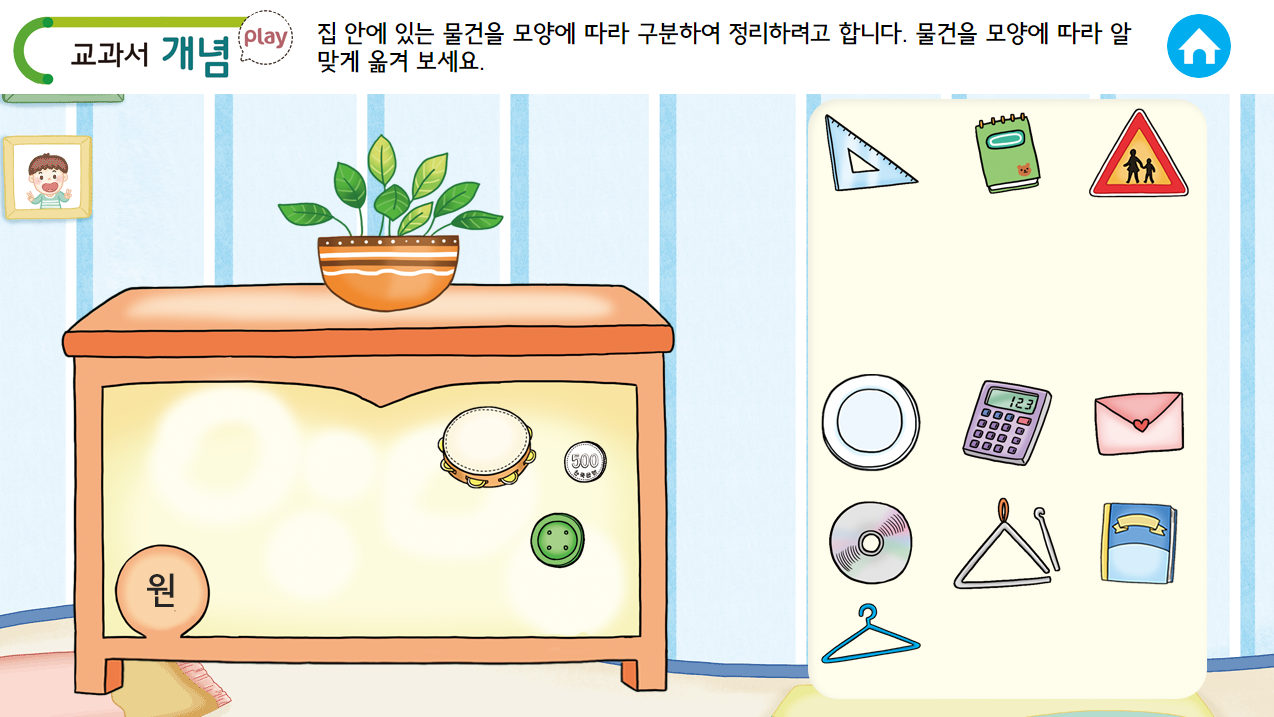 교과서 개념 play
집 안에 있는 물건을 모양에 따라 구분하여 정리하려고 합니다. 물건을 모양에 따라 알
맞게 옮겨 보세요.
123
500
원